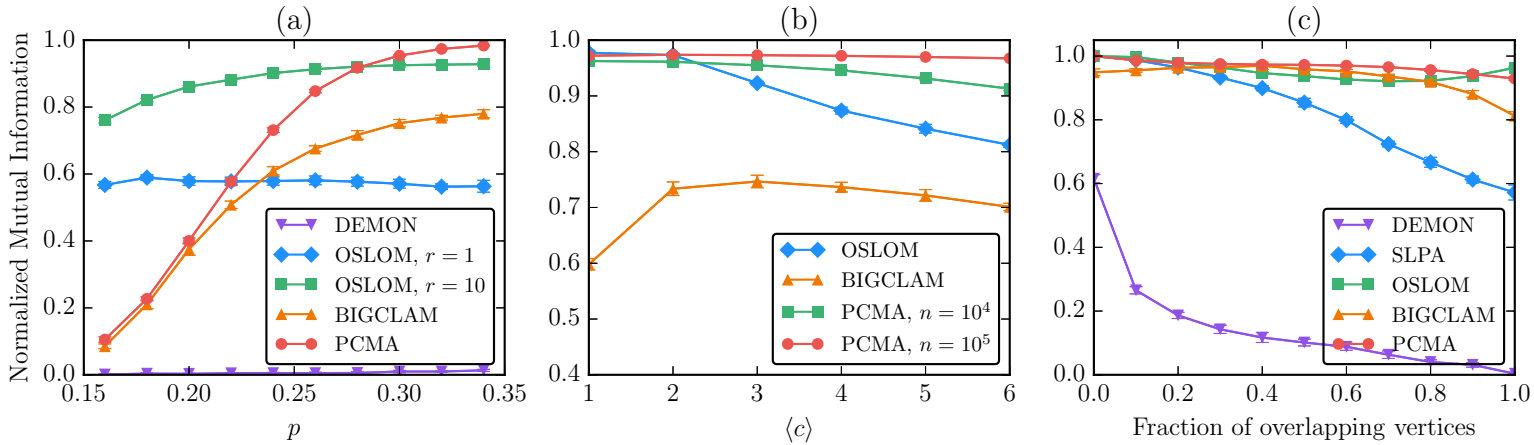 (a)
Normalized Mutual Information
1.0
0.8
0.6
0.4
0.2
0.0
0.15
0.20
0.25
0.30
0.35
p
DEMON
OSLOM, r = 1
OSLOM, r = 10
BIGCLAM
PCMA
(b)
1.0
0.9
0.8
0.7
0.6
0.5
0.4
1
2
3
4
5
6
⟨c⟩
OSLOM
BIGCLAM
PCMA, n = 10⁴
PCMA, n = 10⁵
(c)
1.0
0.8
0.6
0.4
0.2
0.0
0.0
0.2
0.4
0.6
0.8
1.0
Fraction of overlapping vertices
DEMON
SLPA
OSLOM
BIGCLAM
PCMA